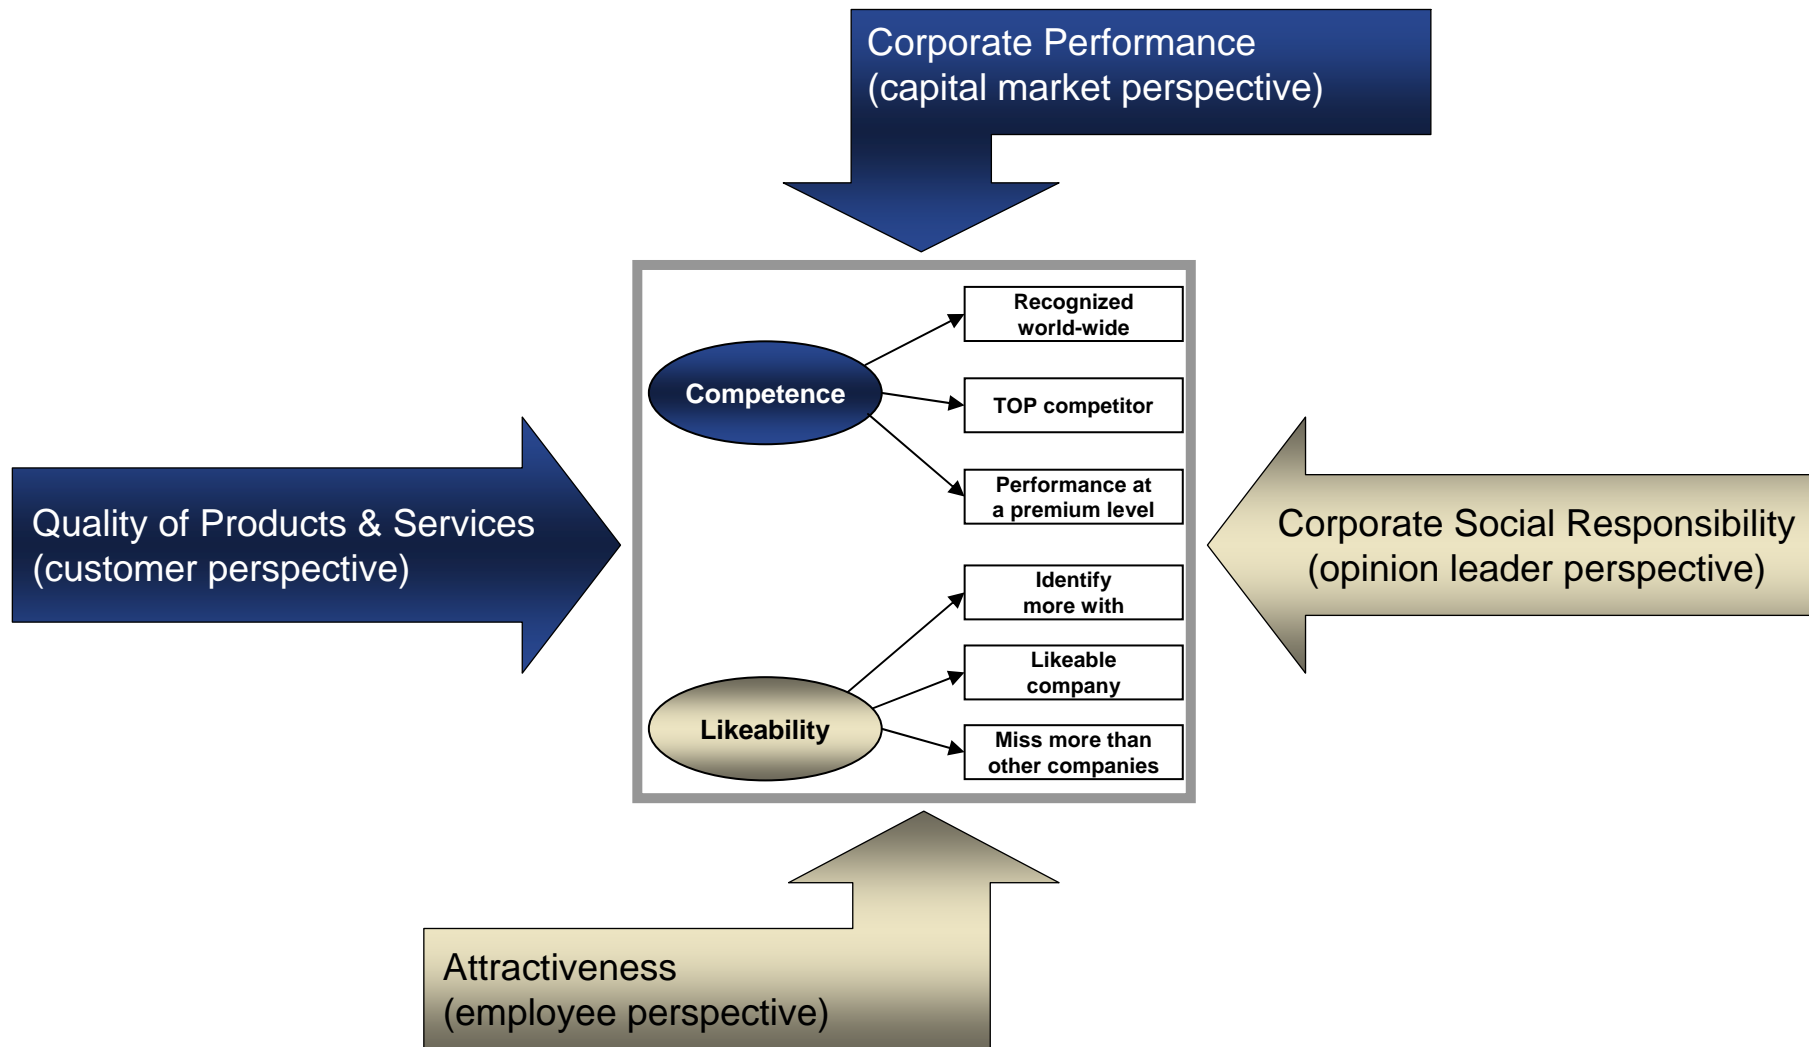 Corporate Performance
(capital market perspective)
Recognized
world-wide
Competence
TOP competitor
Performance at
a premium level
Quality of Products & Services
(customer perspective)
Corporate Social Responsibility
(opinion leader perspective)
Identify
more with
Likeable
company
Likeability
Miss more than
other companies
Attractiveness
(employee perspective)